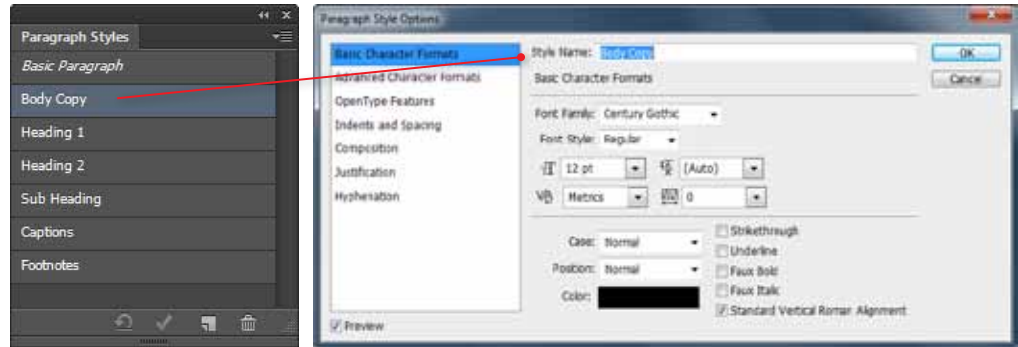 Paragraph Styles
Basic Paragraph
Body Copy
Heading 1
Heading 2
Sub Heading
Captions
Footnotes
Paragraph Style Options
Basic Character Formats
Advanced Character Formats
OpenType Features
Indents and Spacing
Composition
Justification
Hyphenation
Preview
Style Name: Body Copy
Basic Character Formats
Font Family: Century Gothic
Font Style: Regular
12 pt (Auto)
Metrics 0
Case: Normal
Position: Normal
Color:
Strikethrough
Underline
Faux Bold
Faux Italic
Standard Vertical Roman Alignment
OK
Cancel